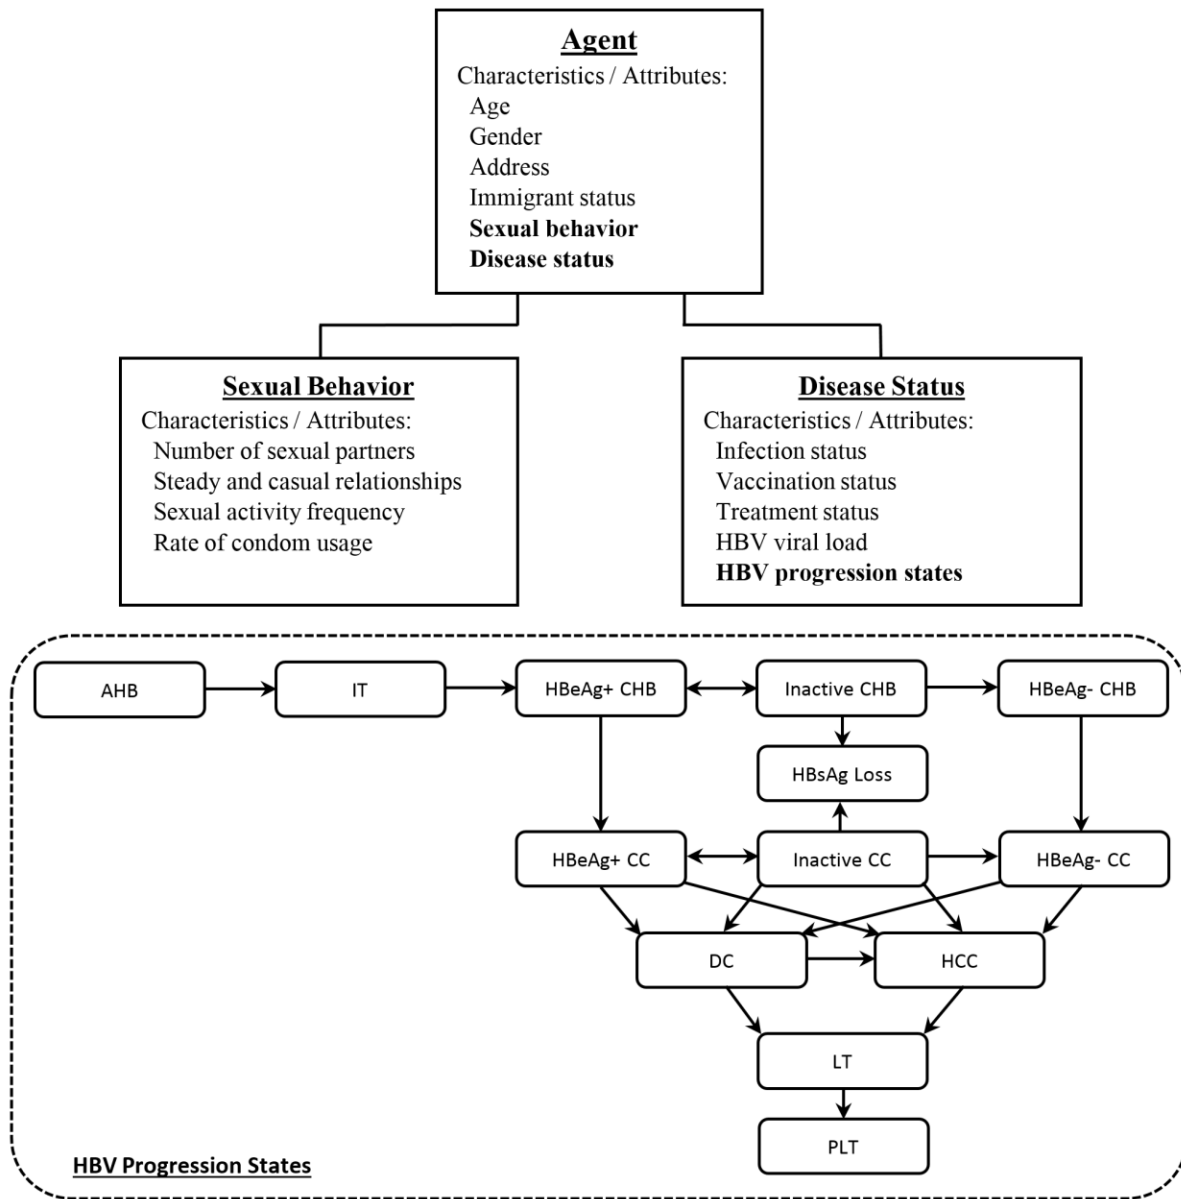 Agent
Characteristics / Attributes:
Age
Gender
Address
Immigrant status
Sexual behavior
Disease status
Sexual Behavior
Characteristics / Attributes:
Number of sexual partners
Steady and casual relationships
Sexual activity frequency
Rate of condom usage
Disease Status
Characteristics / Attributes:
Infection status
Vaccination status
Treatment status
HBV viral load
HBV progression states
AHB
IT
HBeAg+ CHB
Inactive CHB
HBeAg- CHB
HBsAg Loss
HBeAg+ CC
Inactive CC
HBeAg- CC
DC
HCC
LT
PLT
HBV Progression States